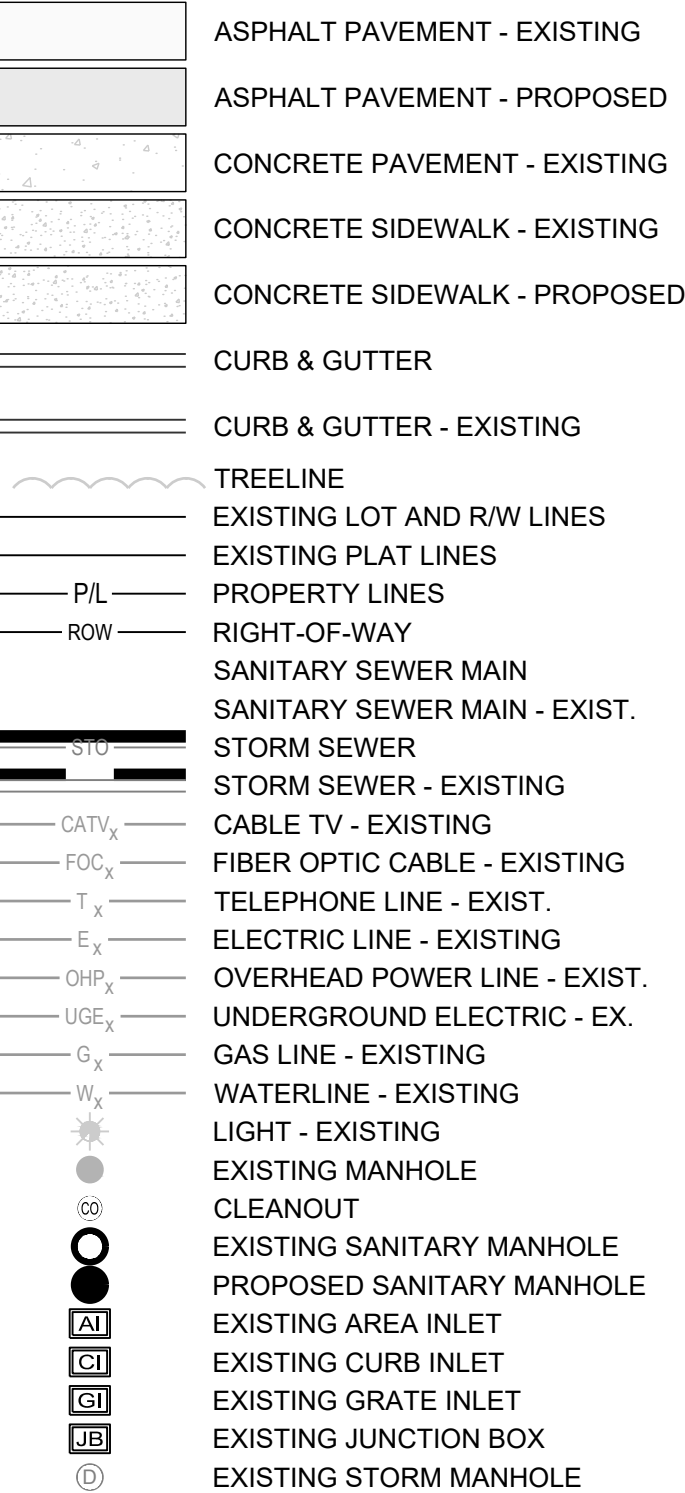 ASPHALT PAVEMENT - EXISTING
ASPHALT PAVEMENT - PROPOSED
CONCRETE PAVEMENT - EXISTING
CONCRETE SIDEWALK - EXISTING
CONCRETE SIDEWALK - PROPOSED
CURB & GUTTER
CURB & GUTTER - EXISTING
TREELINE
EXISTING LOT AND R/W LINES
EXISTING PLAT LINES
P/L PROPERTY LINES
ROW RIGHT-OF-WAY
SANITARY SEWER MAIN
SANITARY SEWER MAIN - EXIST.
STO STORM SEWER
STORM SEWER - EXISTING
CATVX CABLE TV - EXISTING
FOCX FIBER OPTIC CABLE - EXISTING
T X TELEPHONE LINE - EXIST.
E X ELECTRIC LINE - EXISTING
OHPX OVERHEAD POWER LINE - EXIST.
UGEX UNDERGROUND ELECTRIC - EX.
G X GAS LINE - EXISTING
WX WATERLINE - EXISTING
LIGHT - EXISTING
EXISTING MANHOLE
CO CLEANOUT
EXISTING SANITARY MANHOLE
PROPOSED SANITARY MANHOLE
AI EXISTING AREA INLET
CI EXISTING CURB INLET
GI EXISTING GRATE INLET
JB EXISTING JUNCTION BOX
D EXISTING STORM MANHOLE